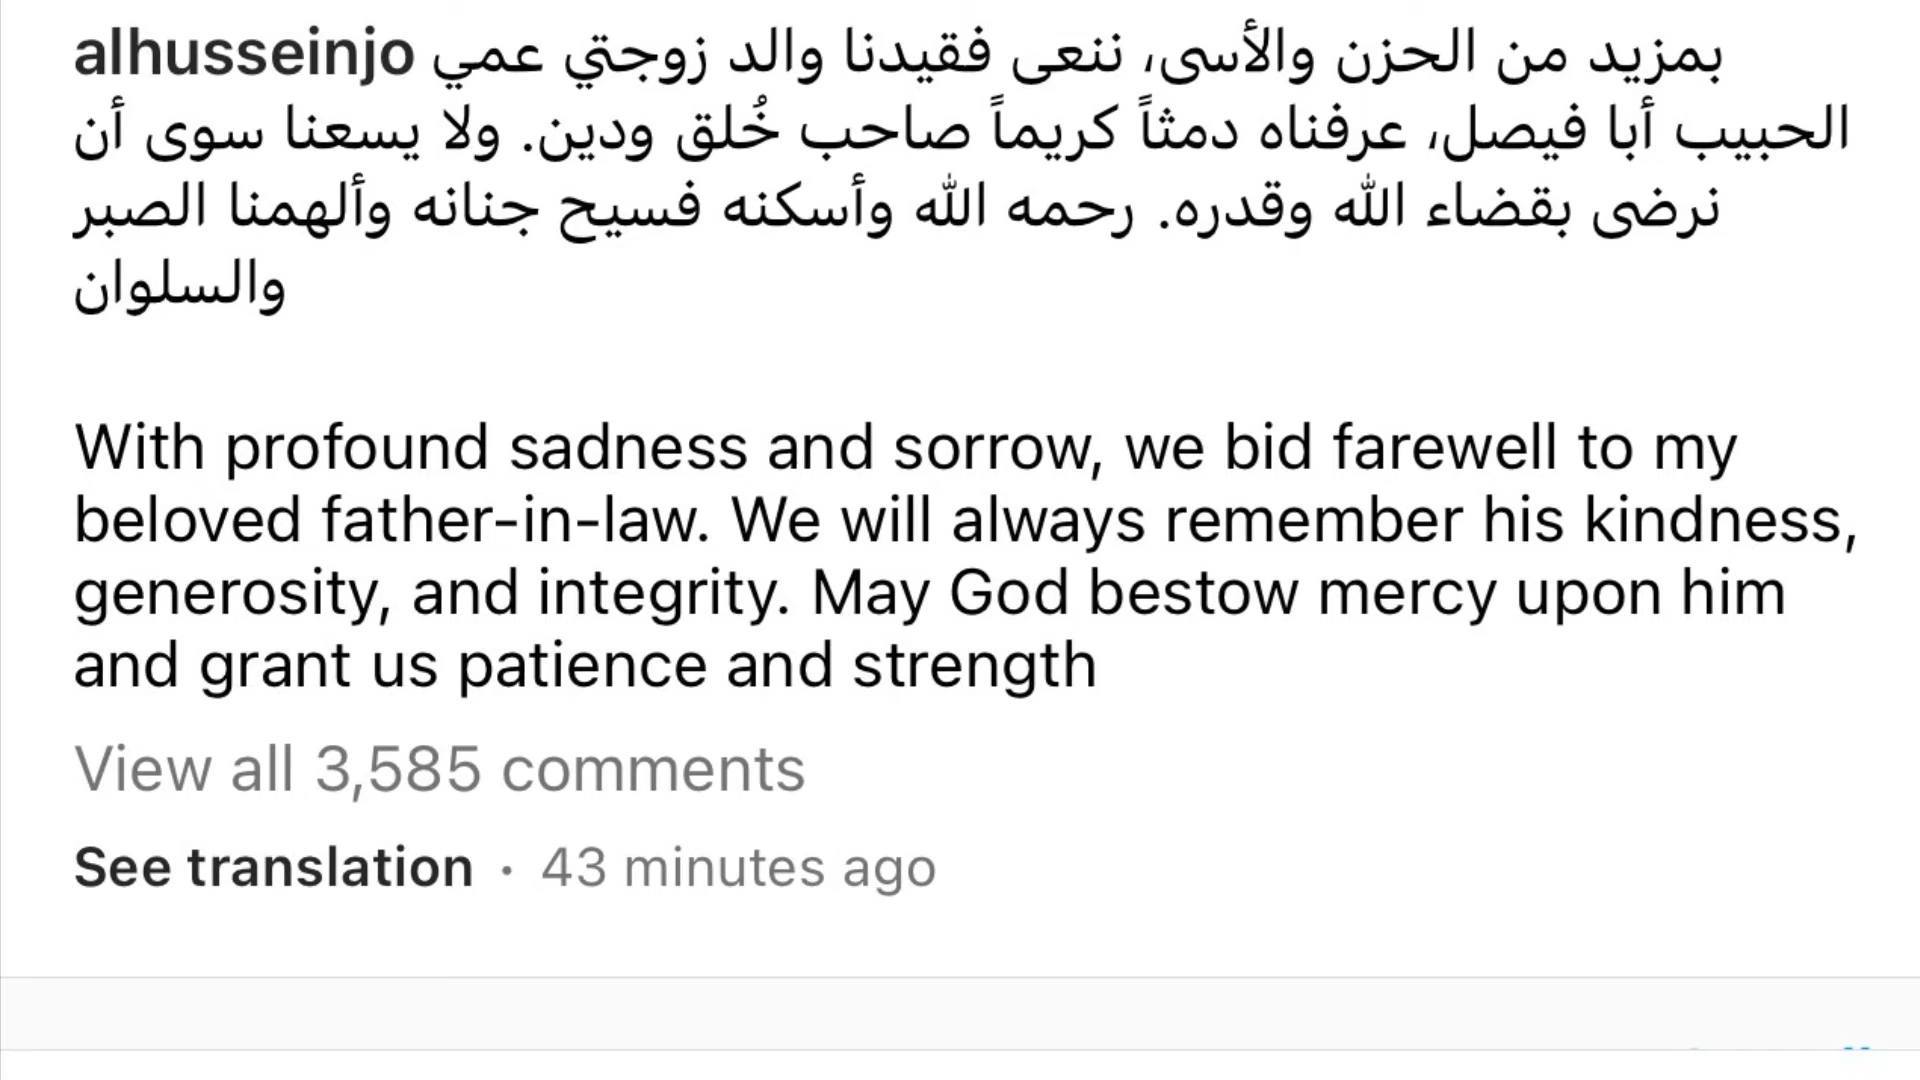 alhusseinjo بمزيد من الحزن والأسى، ننعى فقيدنا والد زوجتي عمي
الحبيب أبا فيصل، عرفناه دمثاً كريماً صاحب خُلق ودين. ولا يسعنا سوى أن
نرضى بقضاء الله وقدره. رحمه الله وأسكنه فسيح جنانه وألهمنا الصبر
والسلوان
With profound sadness and sorrow, we bid farewell to my
beloved father-in-law. We will always remember his kindness,
generosity, and integrity. May God bestow mercy upon him
and grant us patience and strength
View all 3,585 comments
See translation · 43 minutes ago